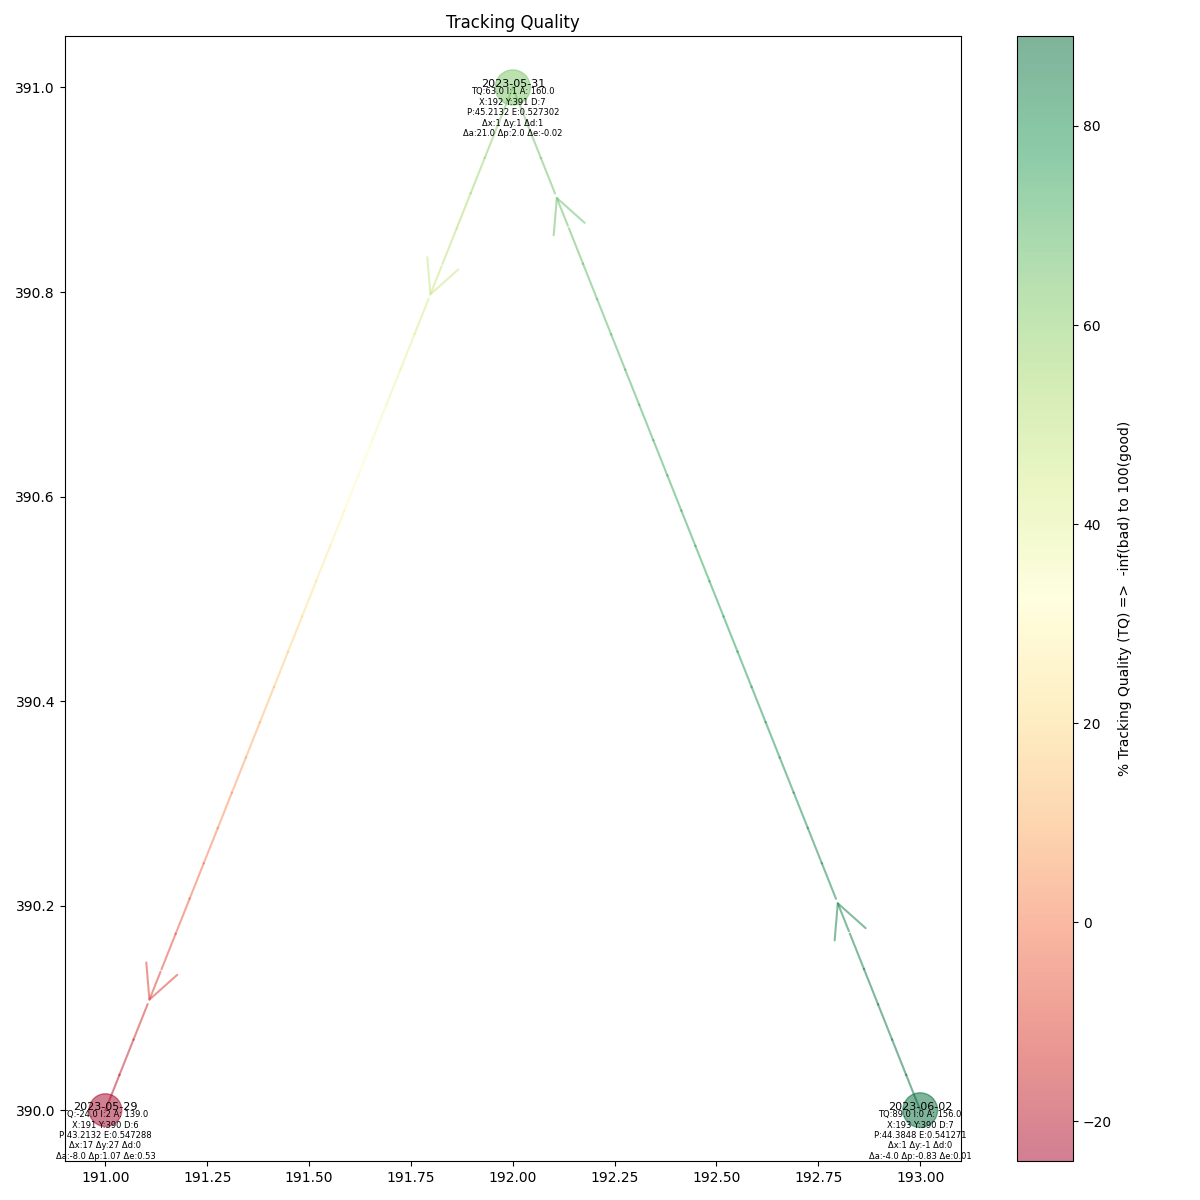 Tracking Quality
391.0
390.8
390.6
390.4
390.2
390.0
2023-05-31
TQ:63.0 I:1 A: 160.0
X:192 Y:391 D:7
P:45.2132 E:0.527302
Δx:1 Δy:1 Δd:1
Δa:21.0 Δp:2.0 Δe:-0.02
2023-05-29
TQ:-24.0 I:2 A: 139.0
X:191 Y:390 D:6
P:43.2132 E:0.547288
Δx:17 Δy:27 Δd:0
Δa:-8.0 Δp:1.07 Δe:0.53
2023-06-02
TQ:89.0 I:0 A: 156.0
X:193 Y:390 D:7
P:44.3848 E:0.541271
Δx:1 Δy:-1 Δd:0
Δa:-4.0 Δp:-0.83 Δe:0.01
191.00 191.25 191.50 191.75 192.00 192.25 192.50 192.75 193.00
80
60
40
20
0
−20
% Tracking Quality (TQ) => -inf(bad) to 100(good)